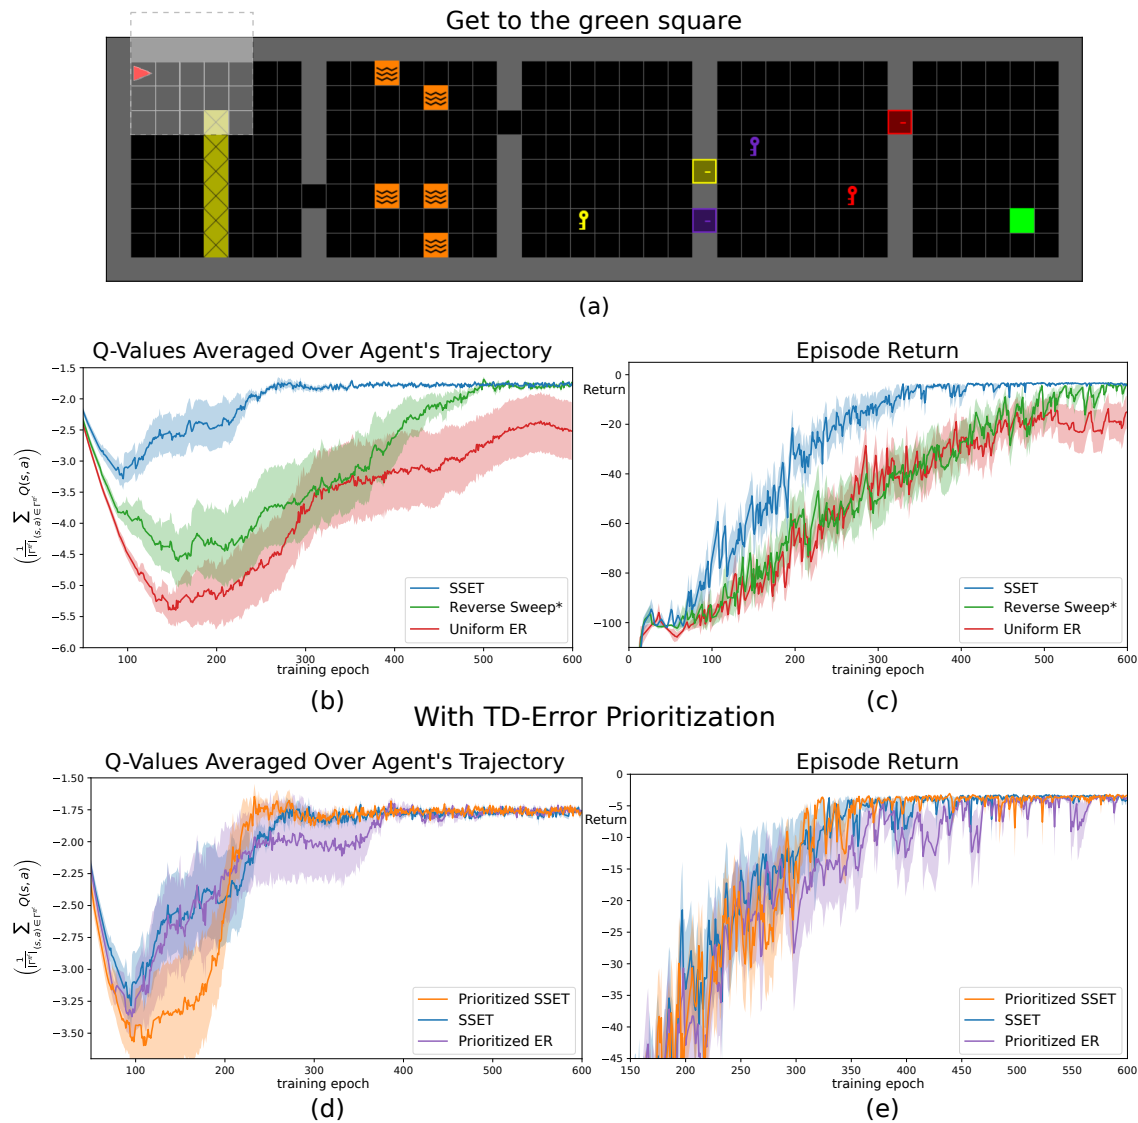 Get to the green square
(a)
Q-Values Averaged Over Agent's Trajectory
−1.5
−2.0
−2.5
−3.0
−3.5
−4.0
−4.5
−5.0
−5.5
−6.0
(1/|Γᵉ| Σ(s,a)∈Γᵉ Q(s,a))
SSET
Reverse Sweep*
Uniform ER
100 200 300 400 500 600
training epoch
(b)
Episode Return
0
Return
−20
−40
−60
−80
−100
SSET
Reverse Sweep*
Uniform ER
0 100 200 300 400 500 600
training epoch
(c)
With TD-Error Prioritization
Q-Values Averaged Over Agent's Trajectory
−1.50
−1.75
−2.00
−2.25
−2.50
−2.75
−3.00
−3.25
−3.50
(1/|Γᵉ| Σ(s,a)∈Γᵉ Q(s,a))
Prioritized SSET
SSET
Prioritized ER
100 200 300 400 500 600
training epoch
(d)
Episode Return
0
−5
Return
−10
−15
−20
−25
−30
−35
−40
−45
Prioritized SSET
SSET
Prioritized ER
150 200 250 300 350 400 450 500 550 600
training epoch
(e)